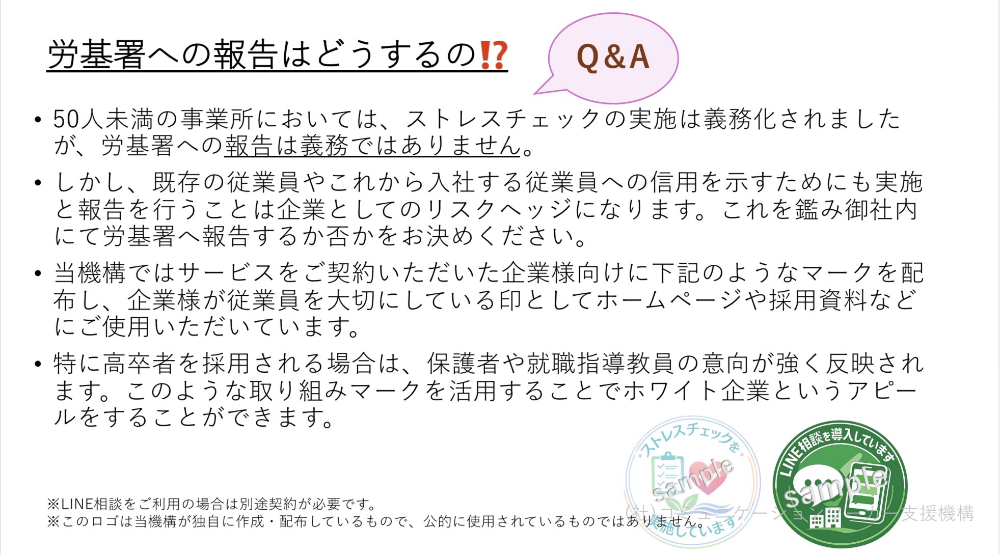 労基署への報告はどうするの⁉
Q&A
• 50人未満の事業所においては、ストレスチェックの実施は義務化されました
が、労基署への報告は義務ではありません。
• しかし、既存の従業員やこれから入社する従業員への信用を示すためにも実施
と報告を行うことは企業としてのリスクヘッジになります。これを鑑み御社内
にて労基署へ報告するか否かをお決めください。
• 当機構ではサービスをご契約いただいた企業様向けに下記のようなマークを配
布し、企業様が従業員を大切にしている印としてホームページや採用資料など
にご使用いただいています。
• 特に高卒者を採用される場合は、保護者や就職指導教員の意向が強く反映され
ます。このような取り組みマークを活用することでホワイト企業というアピー
ルをすることができます。
ストレスチェックを
sample
実施しています
LINE相談を導入しています
sample
※LINE相談をご利用の場合は別途契約が必要です。
※このロゴは当機構が独自に作成・配布しているもので、公的に使用されているものではありません。
(社)コミュニケーション カー支援機構